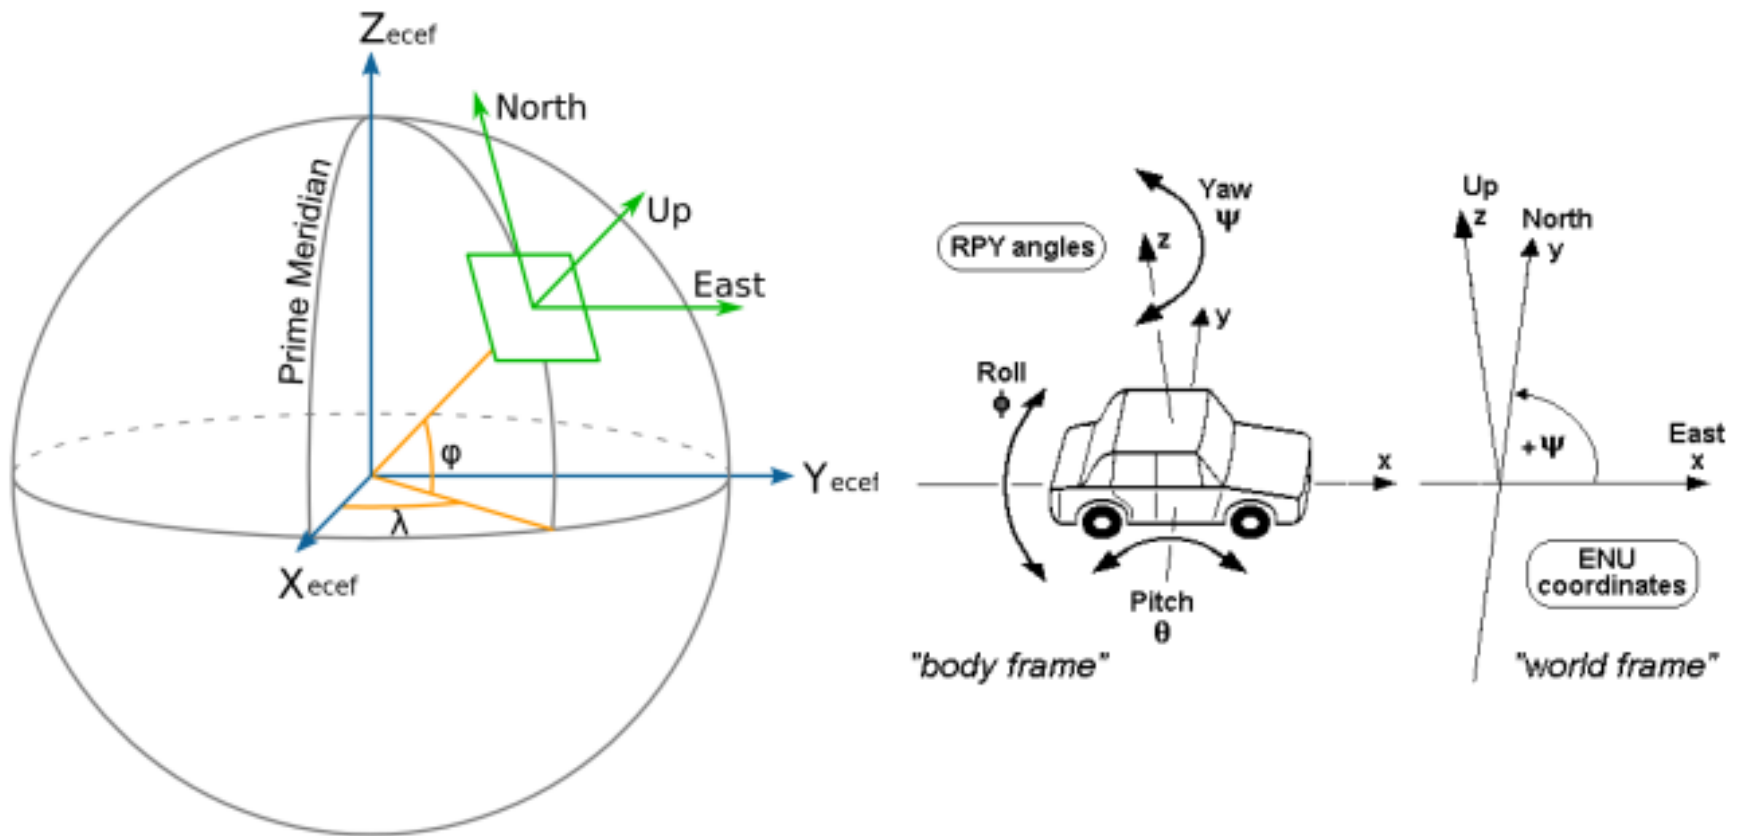 Zecef
North
Up
East
Prime Meridian
φ
λ
Yecef
Xecef
RPY angles
Yaw
Ψ
z
y
Roll
ϕ
x
Pitch
θ
"body frame"
Up
z
North
y
+Ψ
East
x
ENU
coordinates
"world frame"